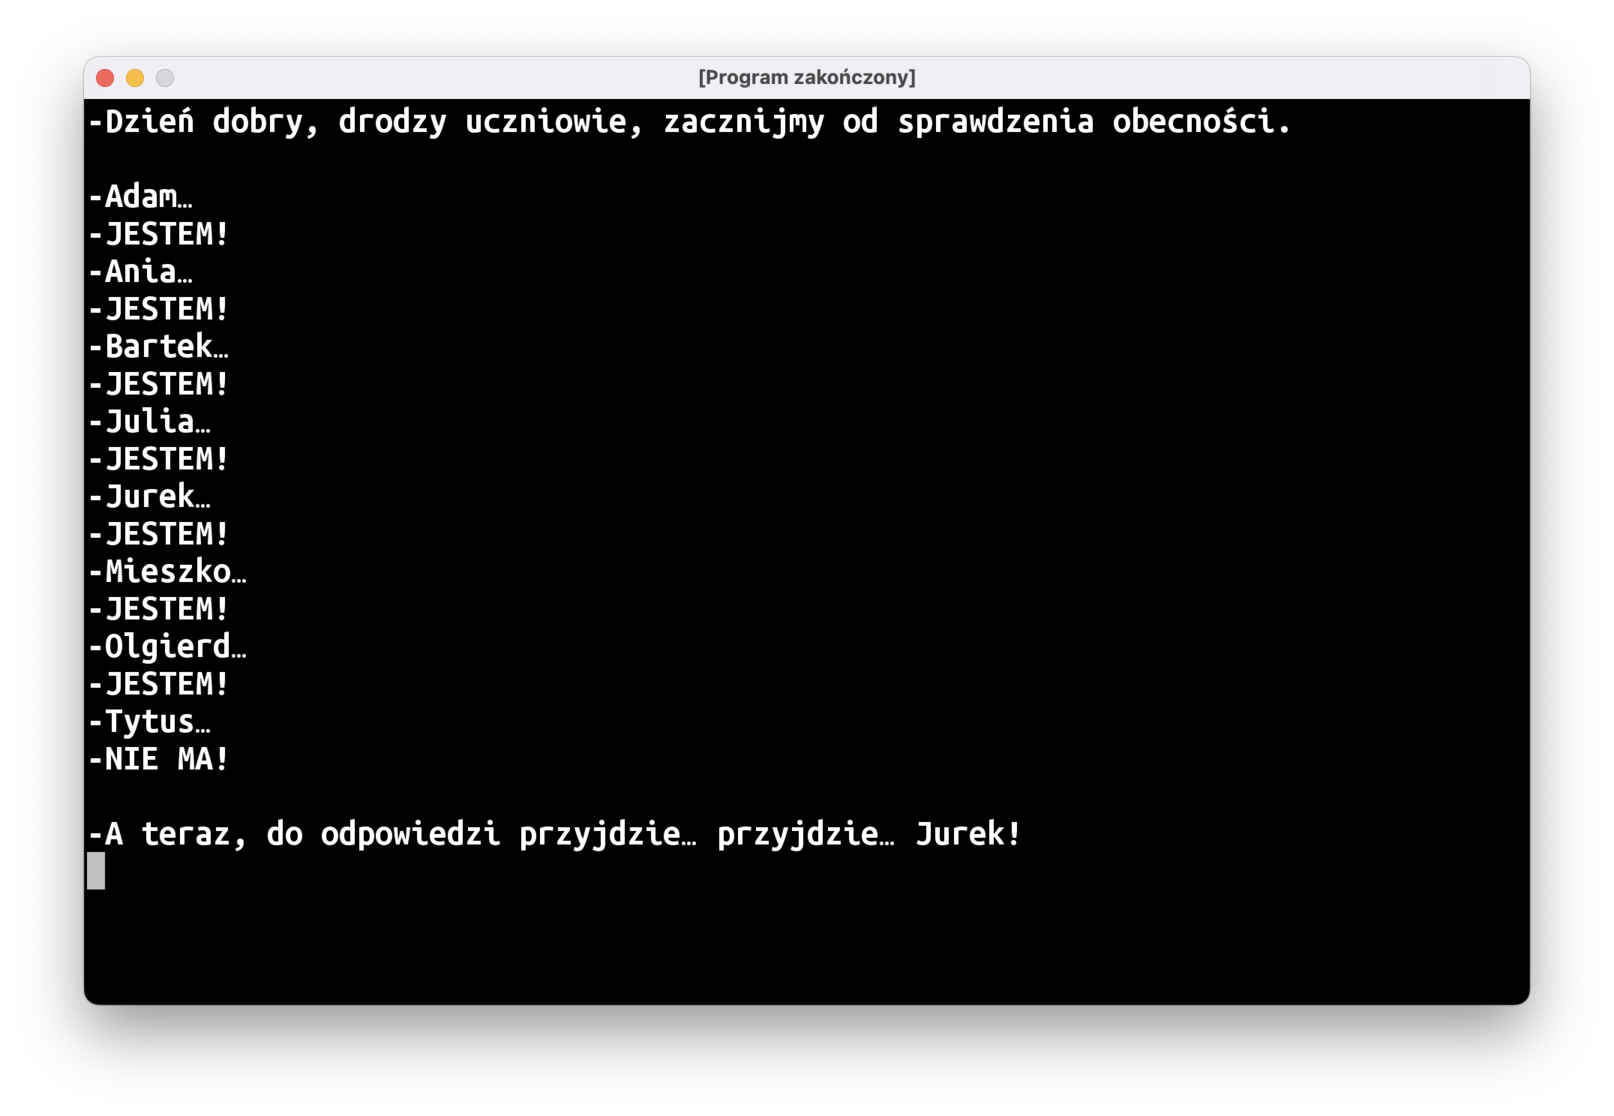 [Program zakończony]
-Dzień dobry, drodzy uczniowie, zacznijmy od sprawdzenia obecności.
-Adam…
-JESTEM!
-Ania…
-JESTEM!
-Bartek…
-JESTEM!
-Julia…
-JESTEM!
-Jurek…
-JESTEM!
-Mieszko…
-JESTEM!
-Olgierd…
-JESTEM!
-Tytus…
-NIE MA!
-A teraz, do odpowiedzi przyjdzie… przyjdzie… Jurek!